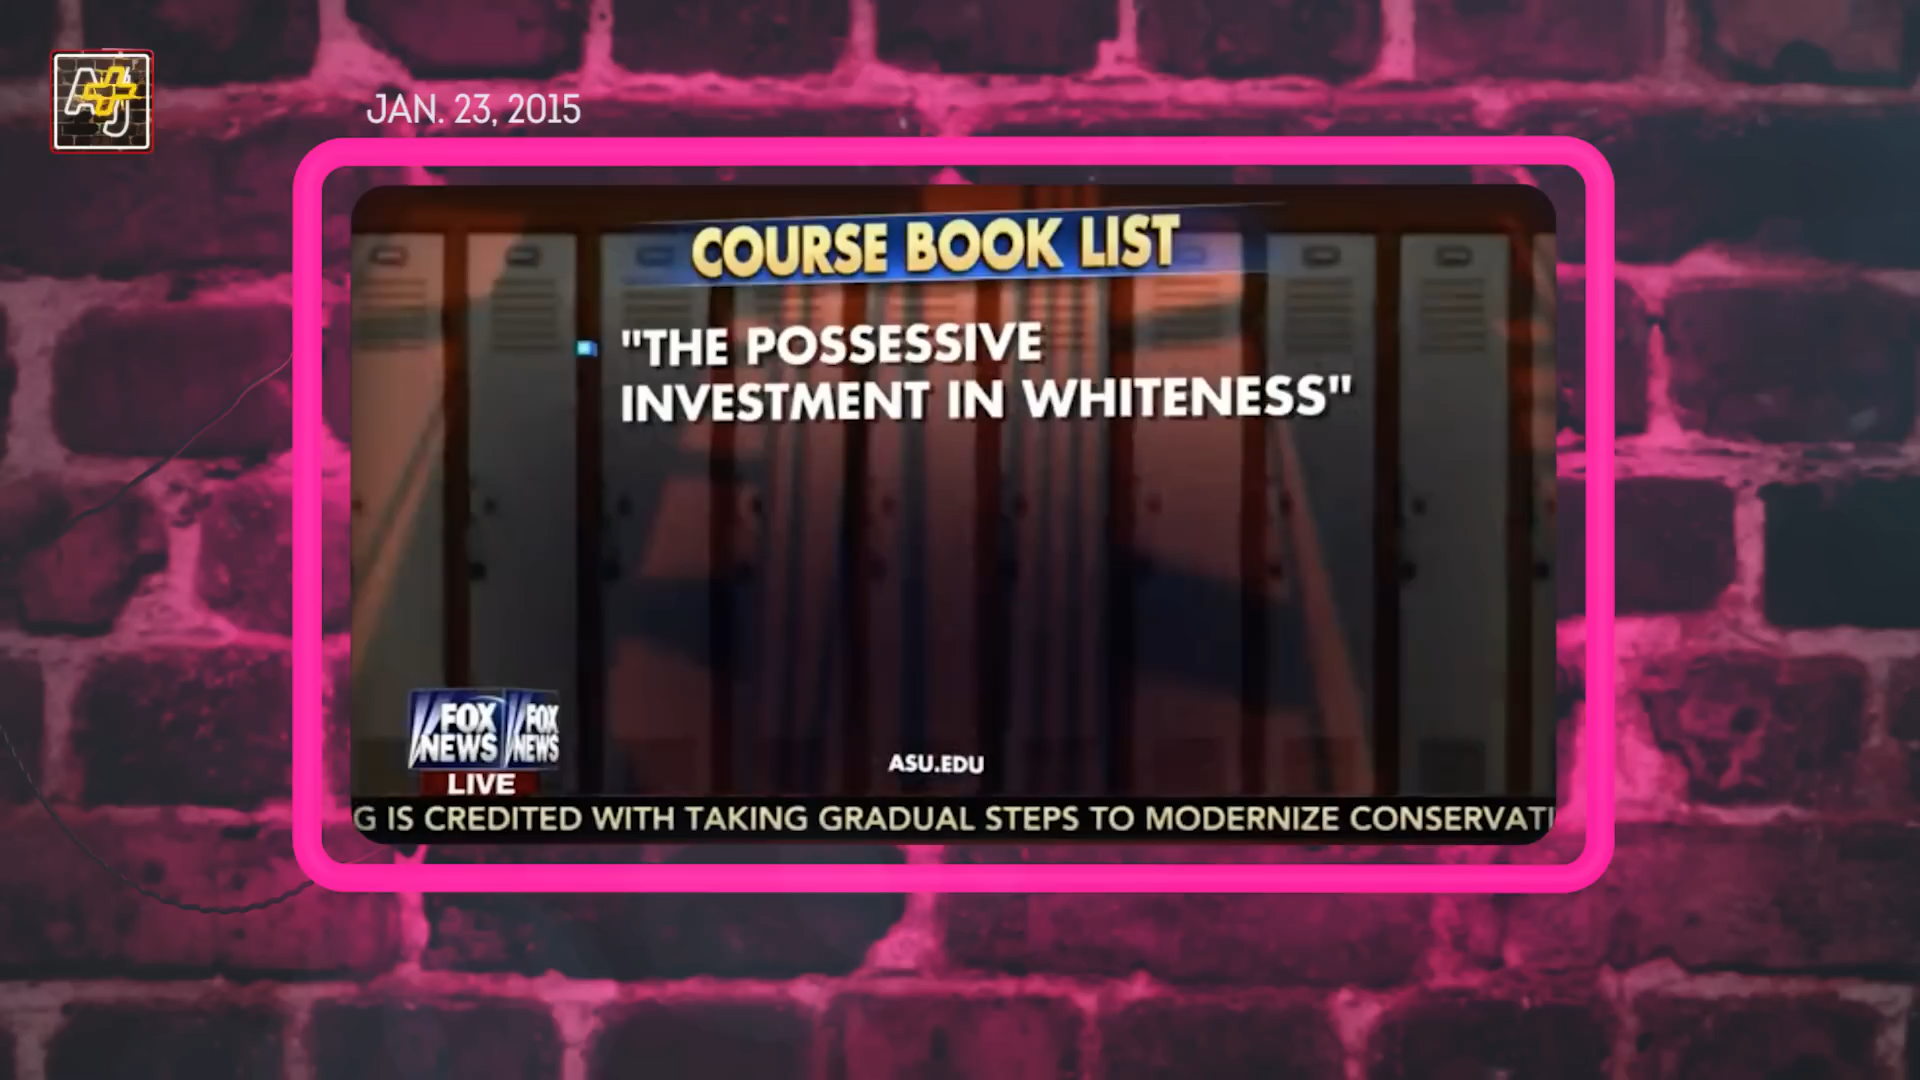 A+J
JAN. 23, 2015
COURSE BOOK LIST
"THE POSSESSIVE
INVESTMENT IN WHITENESS"
FOX NEWS FOX NEWS
LIVE
ASU.EDU
G IS CREDITED WITH TAKING GRADUAL STEPS TO MODERNIZE CONSERVATI